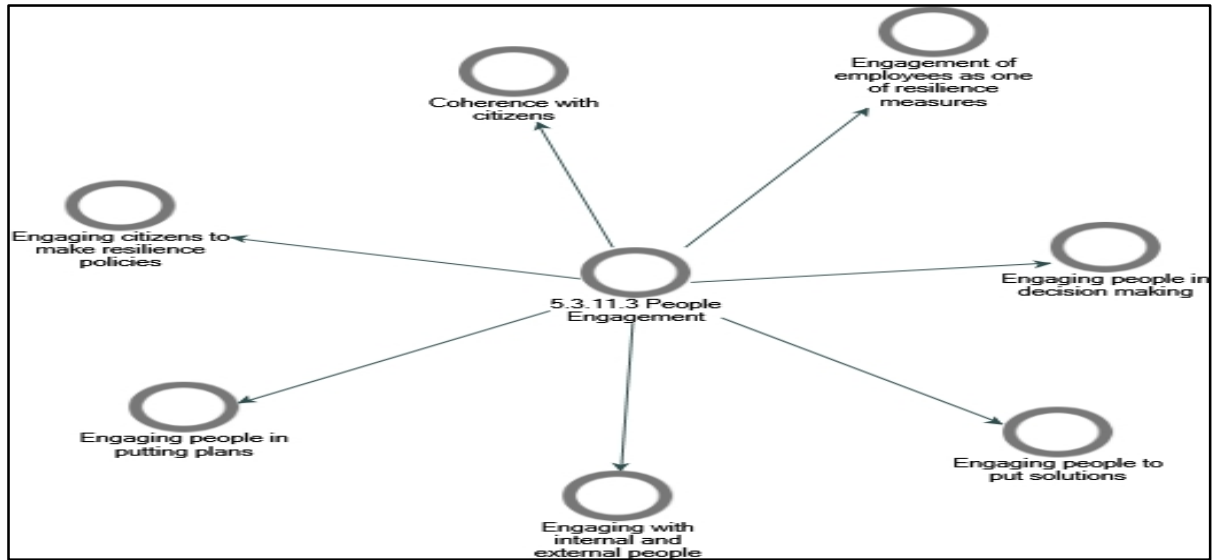 Engagement of
employees as one
of resilience
measures
Coherence with
citizens
Engaging citizens to
make resilience
policies
Engaging people in
decision making
5.3.11.3 People
Engagement
Engaging people in
putting plans
Engaging people to
put solutions
Engaging with
internal and
external people